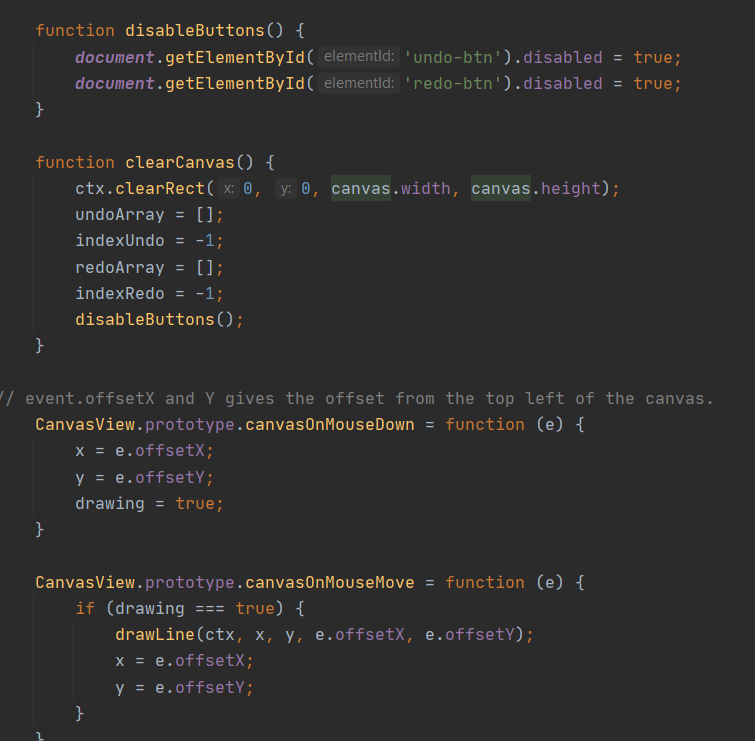 function disableButtons() {
document.getElementById( elementId: 'undo-btn').disabled = true;
document.getElementById( elementId: 'redo-btn').disabled = true;
}
function clearCanvas() {
ctx.clearRect( x: 0, y: 0, canvas.width, canvas.height);
undoArray = [];
indexUndo = -1;
redoArray = [];
indexRedo = -1;
disableButtons();
}
// event.offsetX and Y gives the offset from the top left of the canvas.
CanvasView.prototype.canvasOnMouseDown = function (e) {
x = e.offsetX;
y = e.offsetY;
drawing = true;
}
CanvasView.prototype.canvasOnMouseMove = function (e) {
if (drawing === true) {
drawLine(ctx, x, y, e.offsetX, e.offsetY);
x = e.offsetX;
y = e.offsetY;
}
}